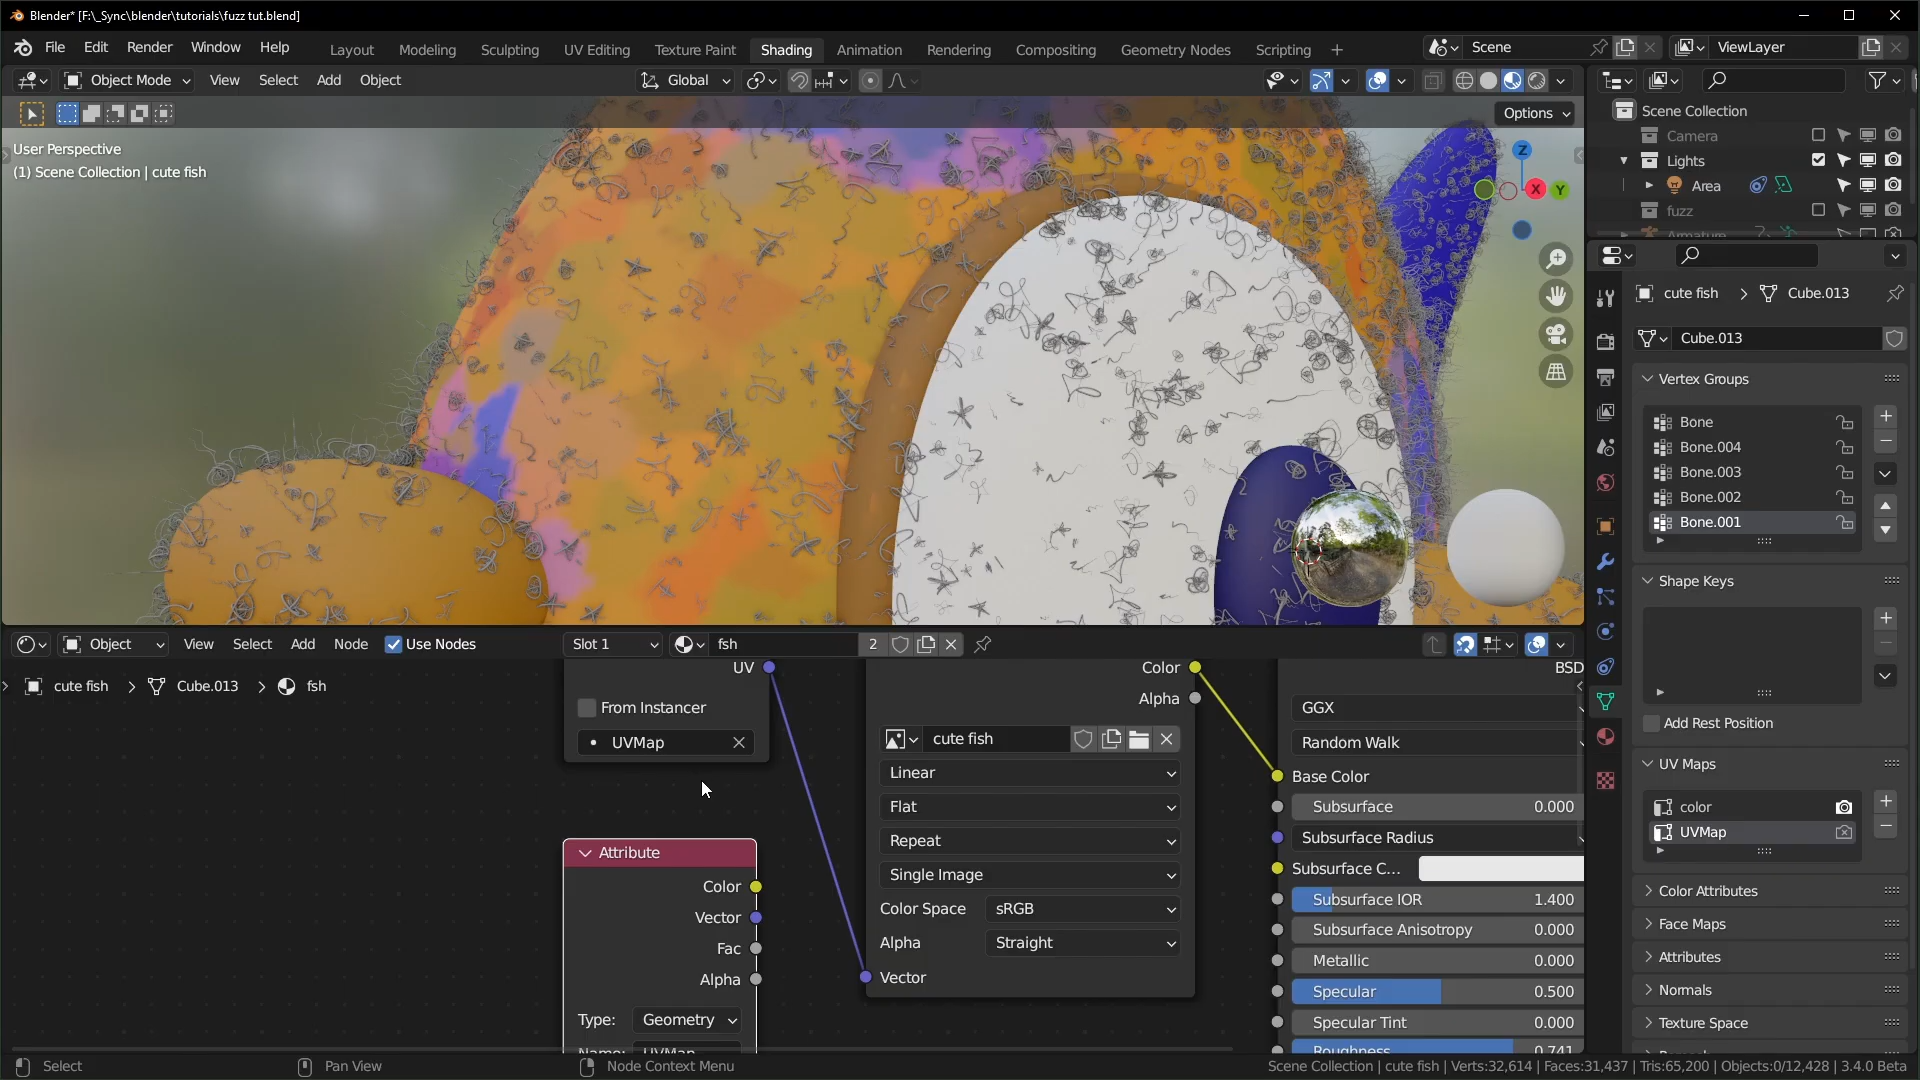 Blender* [F:\_Sync\blender\tutorials\fuzz tut.blend]
File Edit Render Window Help
Layout Modeling Sculpting UV Editing Texture Paint Shading Animation Rendering Compositing Geometry Nodes Scripting +
Scene
ViewLayer
Object Mode View Select Add Object
Global
Options
User Perspective
(1) Scene Collection | cute fish
Z
X
Y
Scene Collection
Camera
Lights
Area
fuzz
Armature
cute fish > Cube.013
Cube.013
Vertex Groups
Bone
Bone.004
Bone.003
Bone.002
Bone.001
Shape Keys
Add Rest Position
UV Maps
color
UVMap
Color Attributes
Face Maps
Attributes
Normals
Texture Space
Object View Select Add Node Use Nodes
Slot 1
fsh
2
cute fish > Cube.013 > fsh
UV
From Instancer
UVMap
Attribute
Color
Vector
Fac
Alpha
Type: Geometry
Name: UVMap
Color
Alpha
cute fish
Linear
Flat
Repeat
Single Image
Color Space sRGB
Alpha Straight
Vector
BSD
GGX
Random Walk
Base Color
Subsurface 0.000
Subsurface Radius
Subsurface C...
Subsurface IOR 1.400
Subsurface Anisotropy 0.000
Metallic 0.000
Specular 0.500
Specular Tint 0.000
Roughness 0.741
Select
Pan View
Node Context Menu
Scene Collection | cute fish | Verts:32,614 | Faces:31,437 | Tris:65,200 | Objects:0/12,428 | 3.4.0 Beta